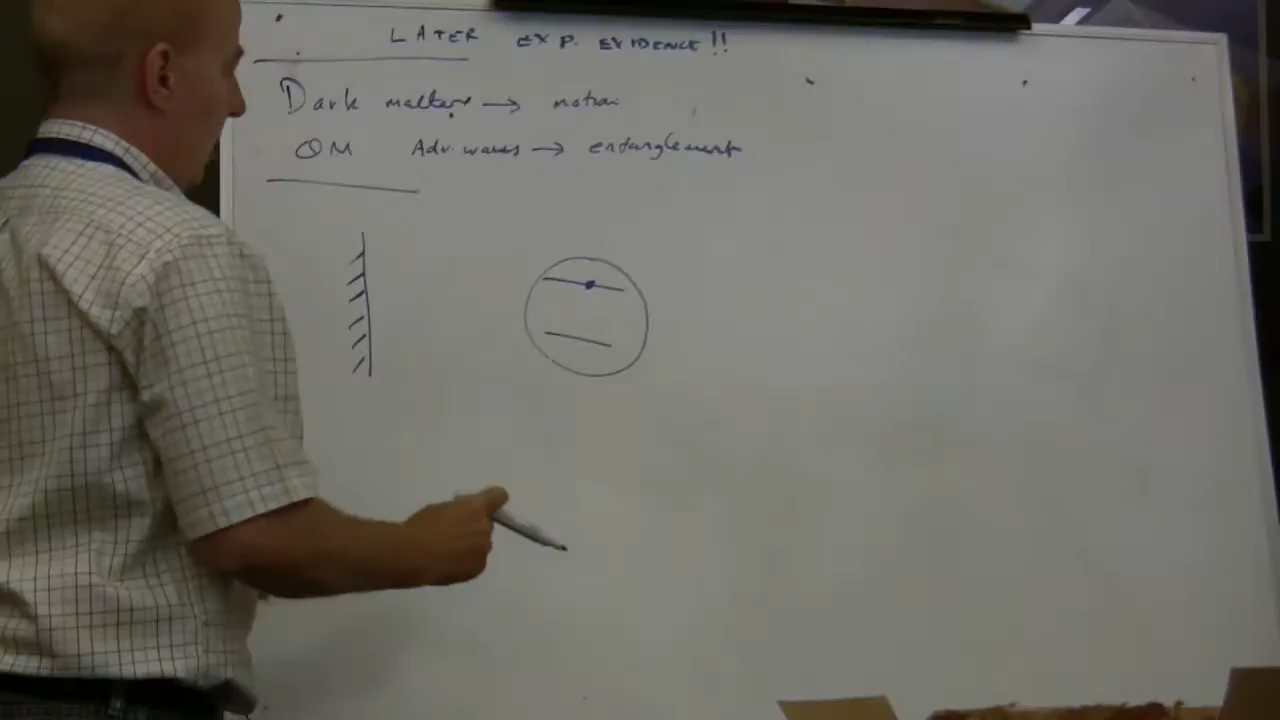 LATER EXP. EVIDENCE!!
Dark matter → motion
QM Adv. waves → entanglement